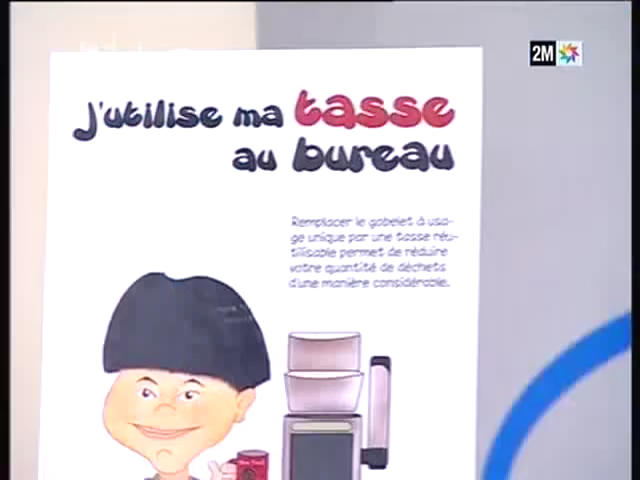 2M
J'utilise ma tasse
au bureau
Remplacer le gobelet à usa-
ge unique par une tasse réu-
tilisable permet de réduire
votre quantité de déchets
d'une manière considérable.